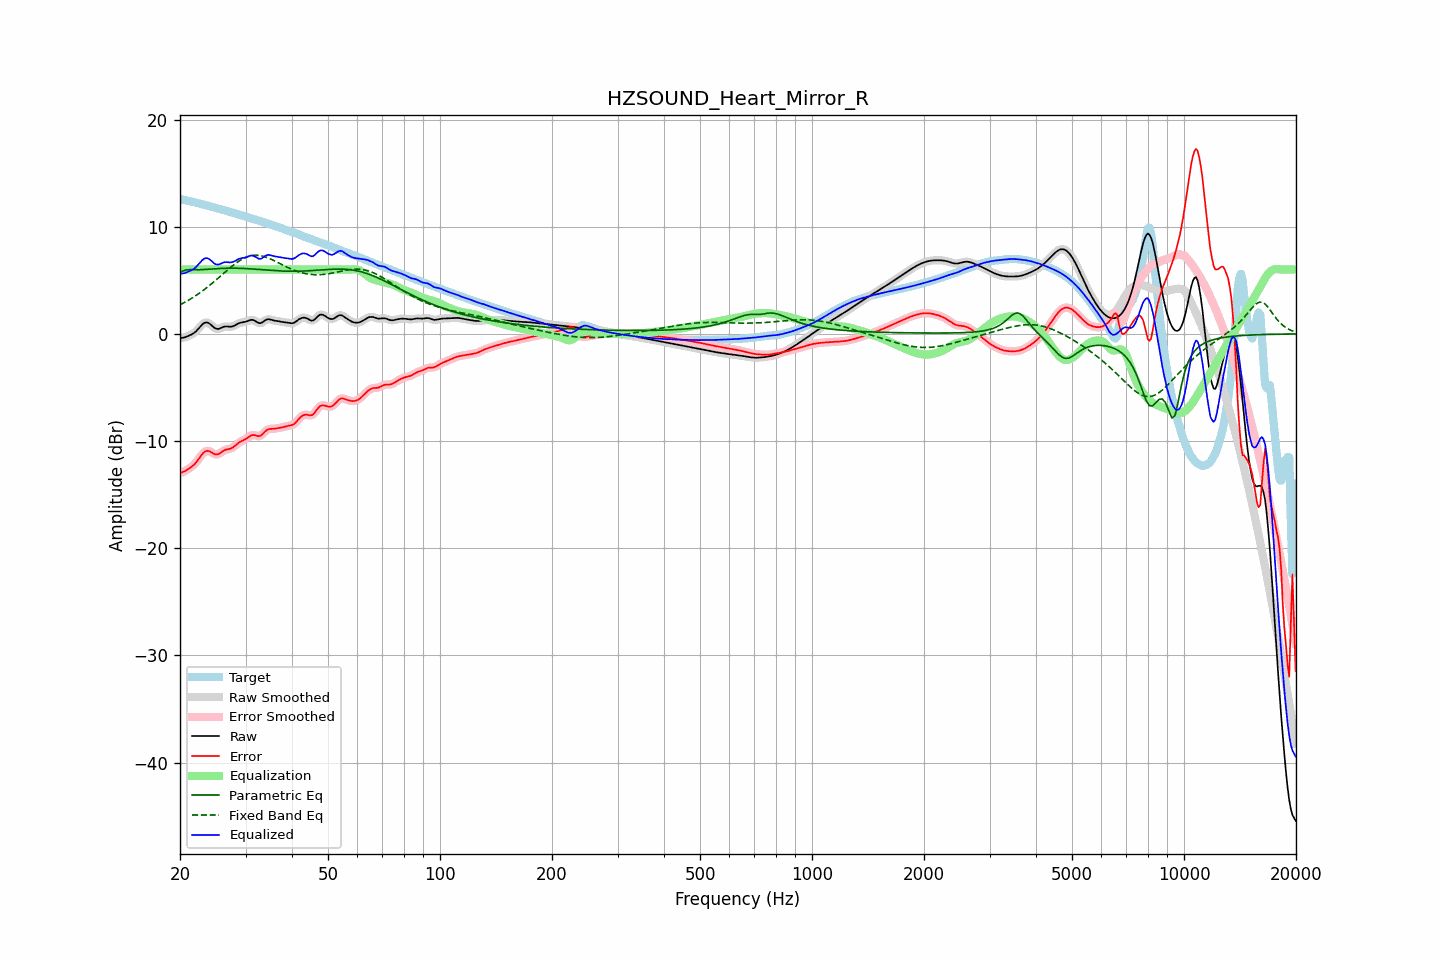 HZSOUND_Heart_Mirror_R
20
10
0
−10
−20
−30
−40
Amplitude (dBr)
Target
Raw Smoothed
Error Smoothed
Raw
Error
Equalization
Parametric Eq
Fixed Band Eq
Equalized
20 50 100 200 500 1000 2000 5000 10000 20000
Frequency (Hz)